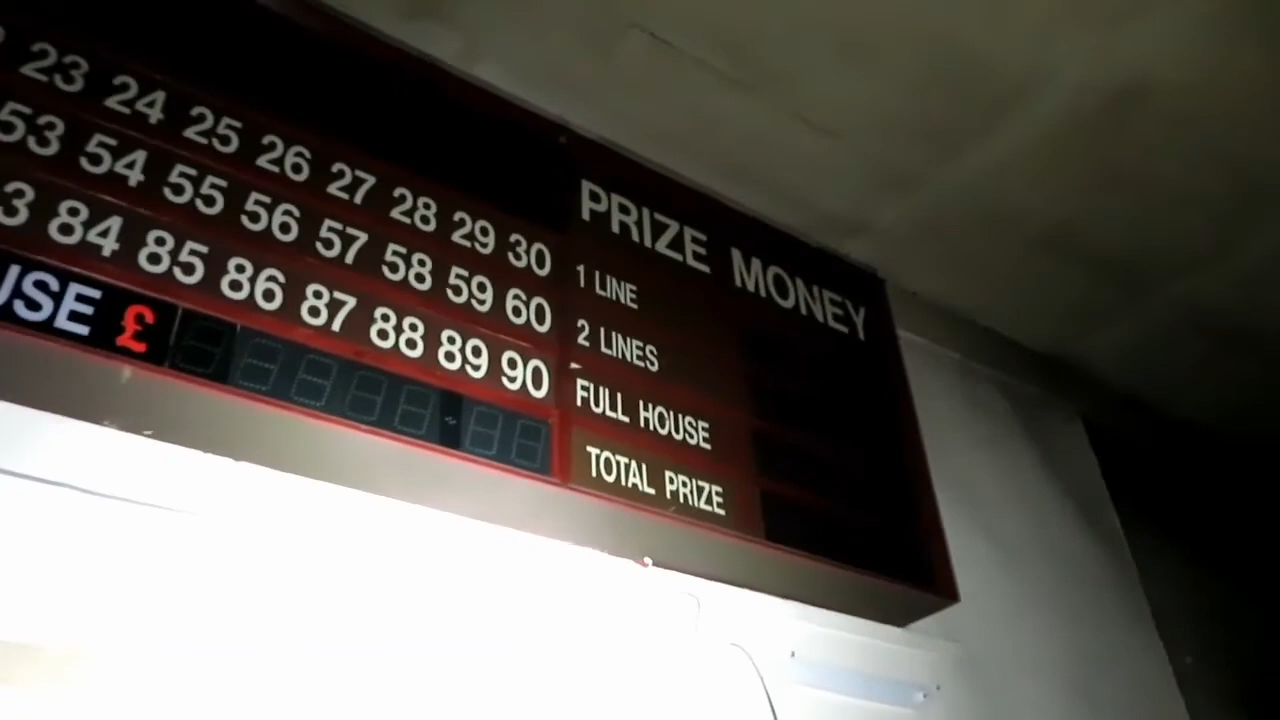 23 24 25 26 27 28 29 30
53 54 55 56 57 58 59 60
3 84 85 86 87 88 89 90
USE £
PRIZE MONEY
1 LINE
2 LINES
FULL HOUSE
TOTAL PRIZE